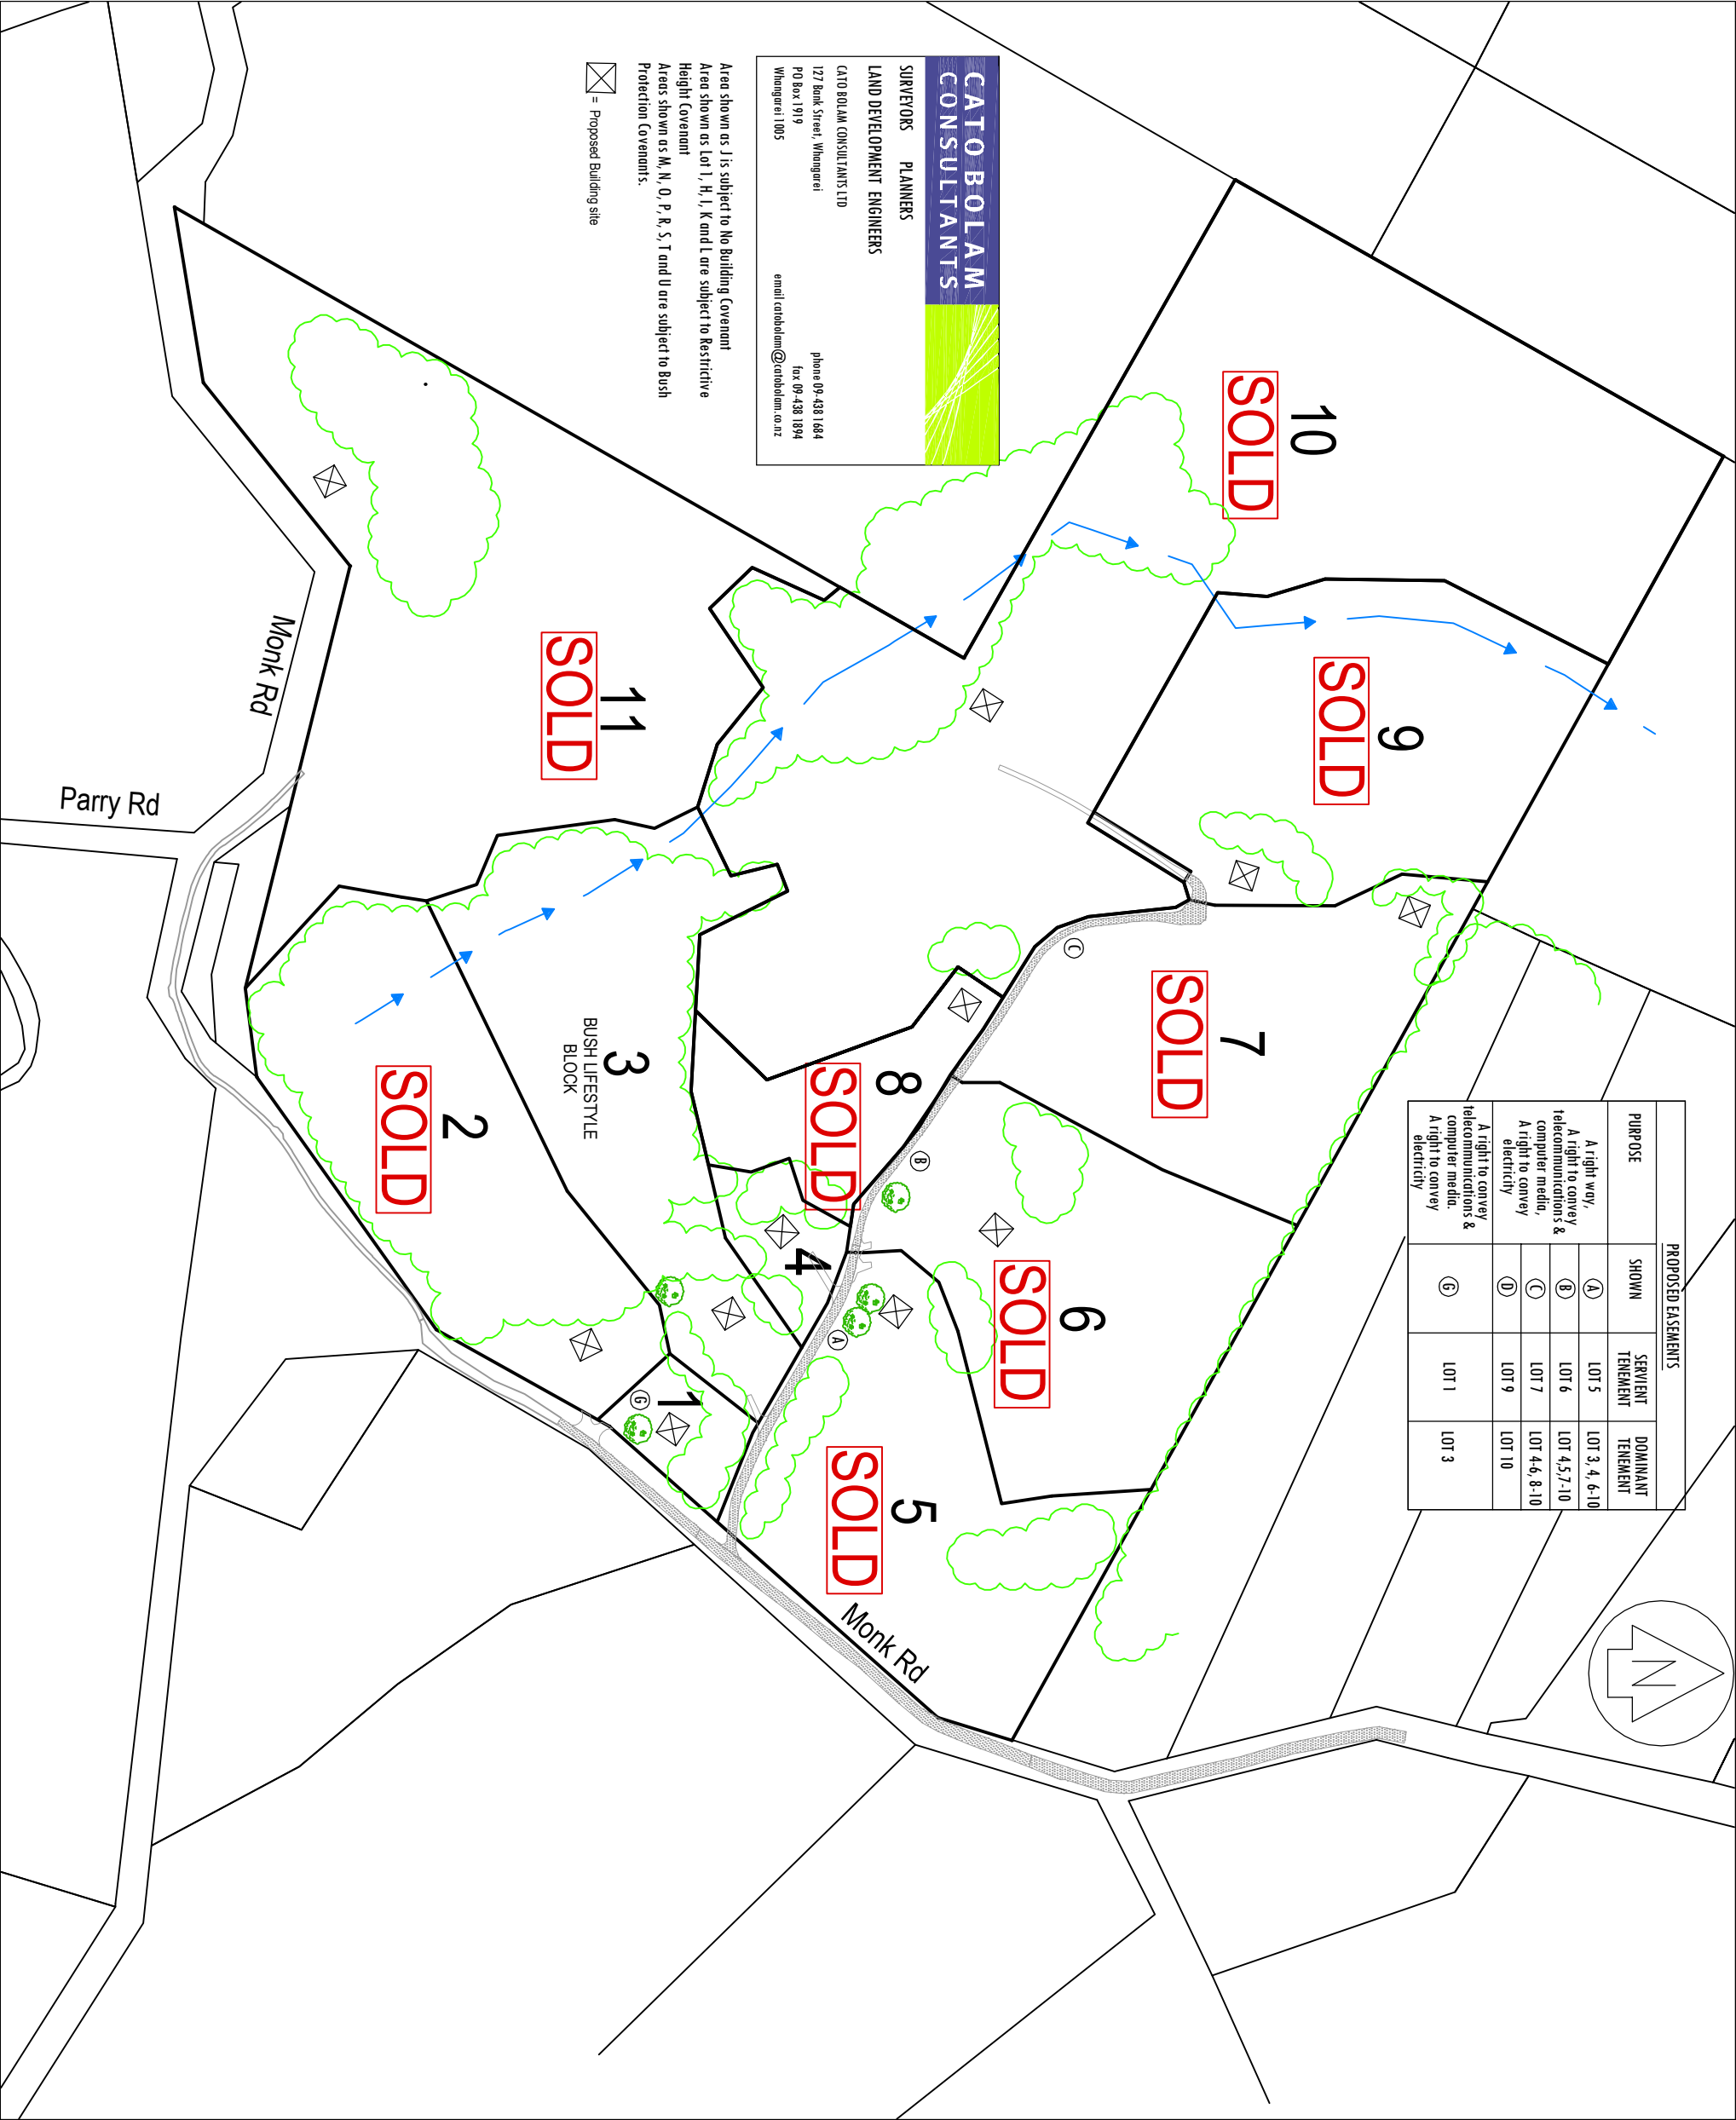 CATO BOLAM
CONSULTANTS
SURVEYORS PLANNERS
LAND DEVELOPMENT ENGINEERS
CATO BOLAM CONSULTANTS LTD
127 Bank Street, Whangarei phone 09-438 1684
PO Box 1919 fax 09-438 1894
Whangarei 1005 email catobolam@catobolam.co.nz
Area shown as J is subject to No Building Covenant
Area shown as Lot 1, H, I, K and L are subject to Restrictive
Height Covenant
Areas shown as M, N, O, P, R, S, T and U are subject to Bush
Protection Covenants.
= Proposed Building site
10
SOLD
9
SOLD
11
SOLD
Monk Rd
Parry Rd
7
SOLD
C
8
SOLD
B
3
BUSH LIFESTYLE
BLOCK
2
SOLD
6
SOLD
4
A
1
G
5
SOLD
Monk Rd
PROPOSED EASEMENTS
PURPOSE SHOWN SERVIENT TENEMENT DOMINANT TENEMENT
A right way,
A right to convey
telecommunications &
computer media,
A right to convey
electricity
A LOT 5 LOT 3, 4, 6-10
B LOT 6 LOT 4,5,7-10
C LOT 7 LOT 4-6, 8-10
D LOT 9 LOT 10
A right to convey
telecommunications &
computer media.
A right to convey
electricity
G LOT 1 LOT 3
N